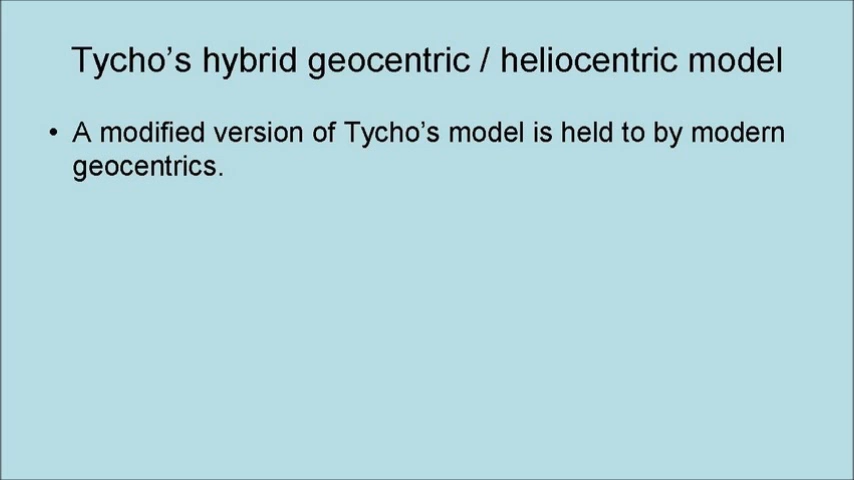 Tycho’s hybrid geocentric / heliocentric model
• A modified version of Tycho’s model is held to by modern
geocentrics.